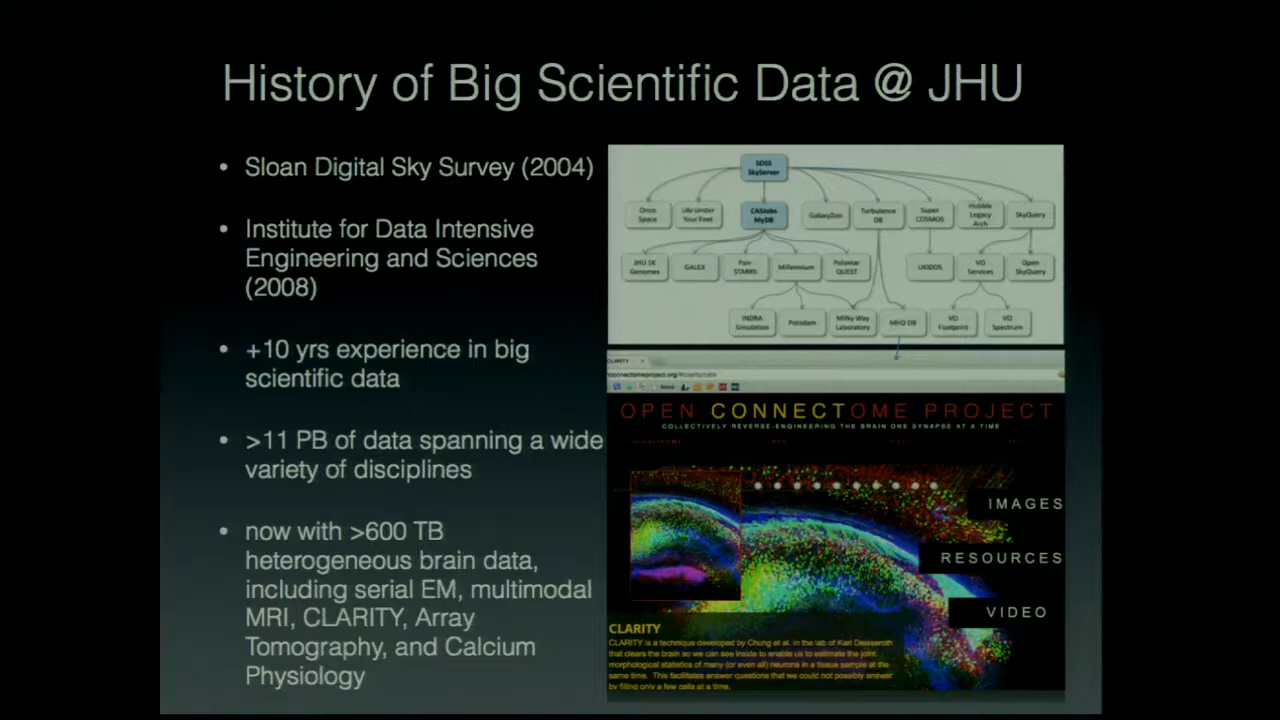 History of Big Scientific Data @ JHU
• Sloan Digital Sky Survey (2004)
• Institute for Data Intensive
Engineering and Sciences
(2008)
• +10 yrs experience in big
scientific data
• >11 PB of data spanning a wide
variety of disciplines
• now with >600 TB
heterogeneous brain data,
including serial EM, multimodal
MRI, CLARITY, Array
Tomography, and Calcium
Physiology
SDSS
SkyServer
Onco
Space
Life Under
Your Feet
CASJobs
MyDB
GalaxyZoo
Turbulence
DB
Super
COSMOS
Hubble
Legacy
Arch
SkyQuery
JHU 1K
Genomes
GALEX
Pan-
STARRS
Millennium
Palomar
QUEST
UKIDDS
VO
Services
Open
SkyQuery
INDRA
Simulation
Potsdam
Milky Way
Laboratory
MHD DB
VO
Footprint
VO
Spectrum
CLARITY
OPEN CONNECTOME PROJECT
COLLECTIVELY REVERSE-ENGINEERING THE BRAIN ONE SYNAPSE AT A TIME
IMAGES
RESOURCES
VIDEO
CLARITY
CLARITY is a technique developed by Chung et al. in the lab of Karl Deisseroth
that clears the brain so we can see inside to enable us to estimate the joint
morphological statistics of many (or even all) neurons in a tissue sample at the
same time. This facilitates answer questions that we could not possibly answer
by filling only a few cells at a time.